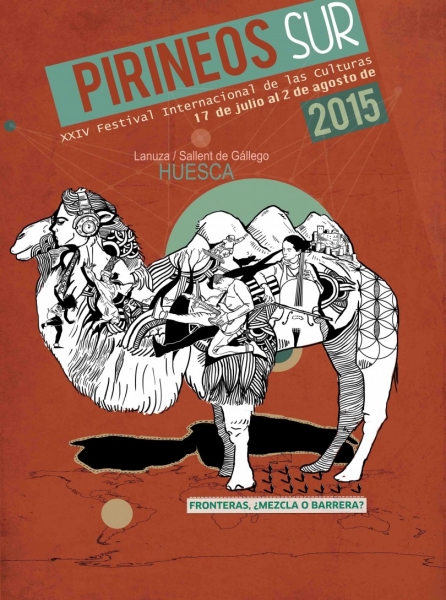 PIRINEOS SUR
XXIV Festival Internacional de las Culturas
17 de julio al 2 de agosto de
2015
Lanuza / Sallent de Gállego
HUESCA
FRONTERAS, ¿MEZCLA O BARRERA?